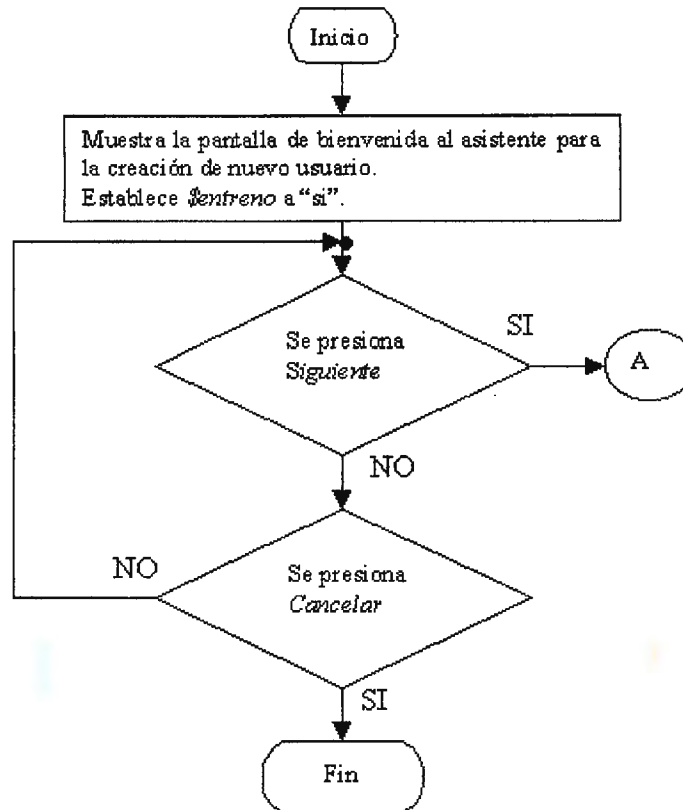 Inicio
Muestra la pantalla de bienvenida al asistente para
la creación de nuevo usuario.
Establece $entreno a “si”.
Se presiona
Siguiente
SI
A
NO
Se presiona
Cancelar
NO
SI
Fin